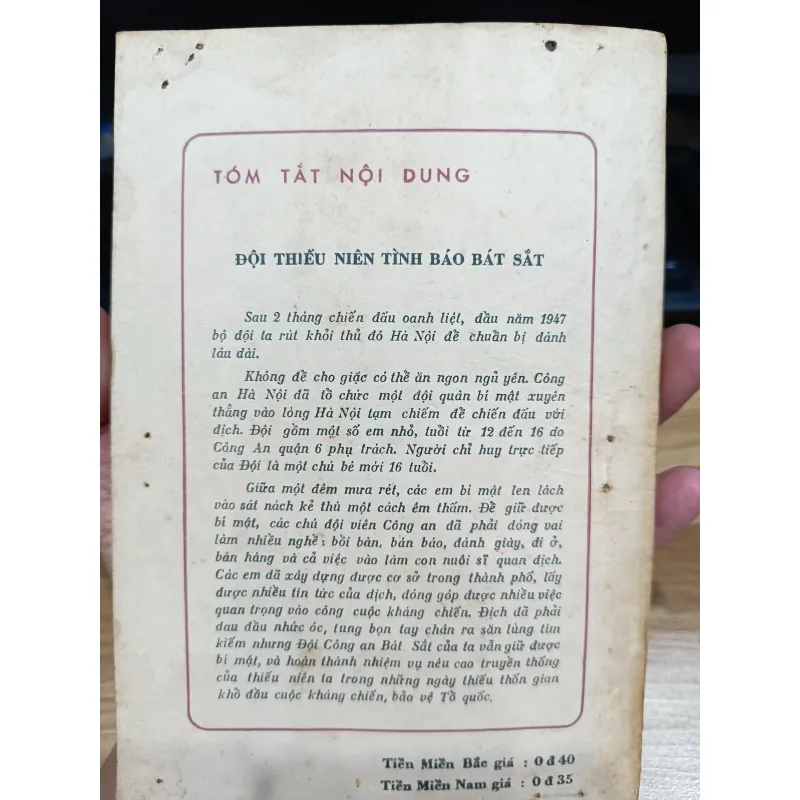 TÓM TẮT NỘI DUNG
ĐỘI THIẾU NIÊN TÌNH BÁO BÁT SẮT
Sau 2 tháng chiến đấu oanh liệt, đầu năm 1947
bộ đội ta rút khỏi thủ đô Hà Nội để chuẩn bị đánh
lâu dài.
Không để cho giặc có thể ăn ngon ngủ yên. Công
an Hà Nội đã tổ chức một đội quân bí mật xuyên
thẳng vào lòng Hà Nội tạm chiếm để chiến đấu với
địch. Đội gồm một số em nhỏ, tuổi từ 12 đến 16 do
Công An quận 6 phụ trách. Người chỉ huy trực tiếp
của Đội là một chú bé mới 16 tuổi.
Giữa một đêm mưa rét, các em bí mật len lách
vào sát nách kẻ thù một cách êm thấm. Để giữ được
bí mật, các chú đội viên Công an đã phải đóng vai
làm nhiều nghề: bồi bàn, bán báo, đánh giày, đi ở,
bán hàng và cả việc vào làm con nuôi sĩ quan địch.
Các em đã xây dựng được cơ sở trong thành phố, lấy
được nhiều tin tức của địch, đóng góp được nhiều việc
quan trọng vào công cuộc kháng chiến. Địch đã phải
đau đầu nhức óc, tung bọn tay chân ra săn lùng tìm
kiếm nhưng Đội Công an Bát Sắt của ta vẫn giữ được
bí mật, và hoàn thành nhiệm vụ nêu cao truyền thống
của thiếu niên ta trong những ngày thiếu thốn gian
khổ đầu cuộc kháng chiến, bảo vệ Tổ quốc.
Tiền Miền Bắc giá : 0 đ 40
Tiền Miền Nam giá : 0 đ 35